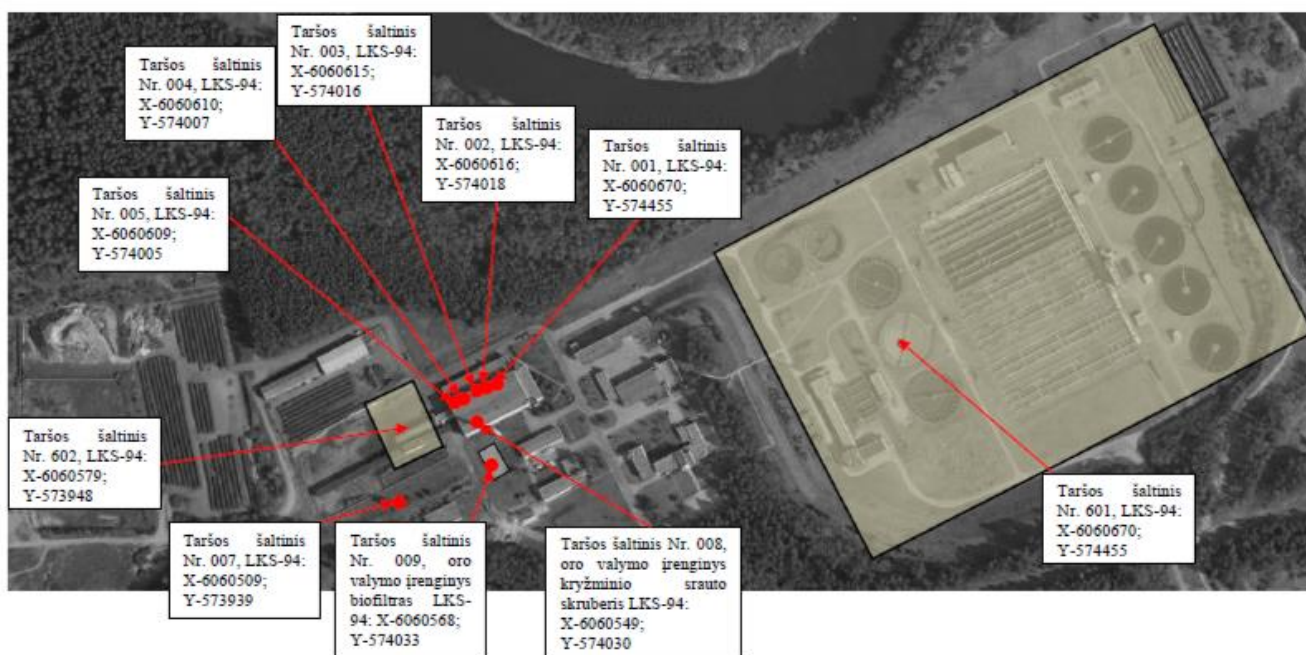 Taršos šaltinis
Nr. 003, LKS-94:
X-6060615;
Y-574016
Taršos šaltinis
Nr. 004, LKS-94:
X-6060610;
Y-574007
Taršos šaltinis
Nr. 002, LKS-94:
X-6060616;
Y-574018
Taršos šaltinis
Nr. 001, LKS-94:
X-6060670;
Y-574455
Taršos šaltinis
Nr. 005, LKS-94:
X-6060609;
Y-574005
Taršos šaltinis
Nr. 602, LKS-94:
X-6060579;
Y-573948
Taršos šaltinis
Nr. 007, LKS-94:
X-6060509;
Y-573939
Taršos šaltinis
Nr. 009, oro
valymo įrenginys
biofiltras LKS-
94: X-6060568;
Y-574033
Taršos šaltinis Nr. 008,
oro valymo įrenginys
kryžminio srauto
skruberis LKS-94:
X-6060549;
Y-574030
Taršos šaltinis
Nr. 601, LKS-94:
X-6060670;
Y-574455